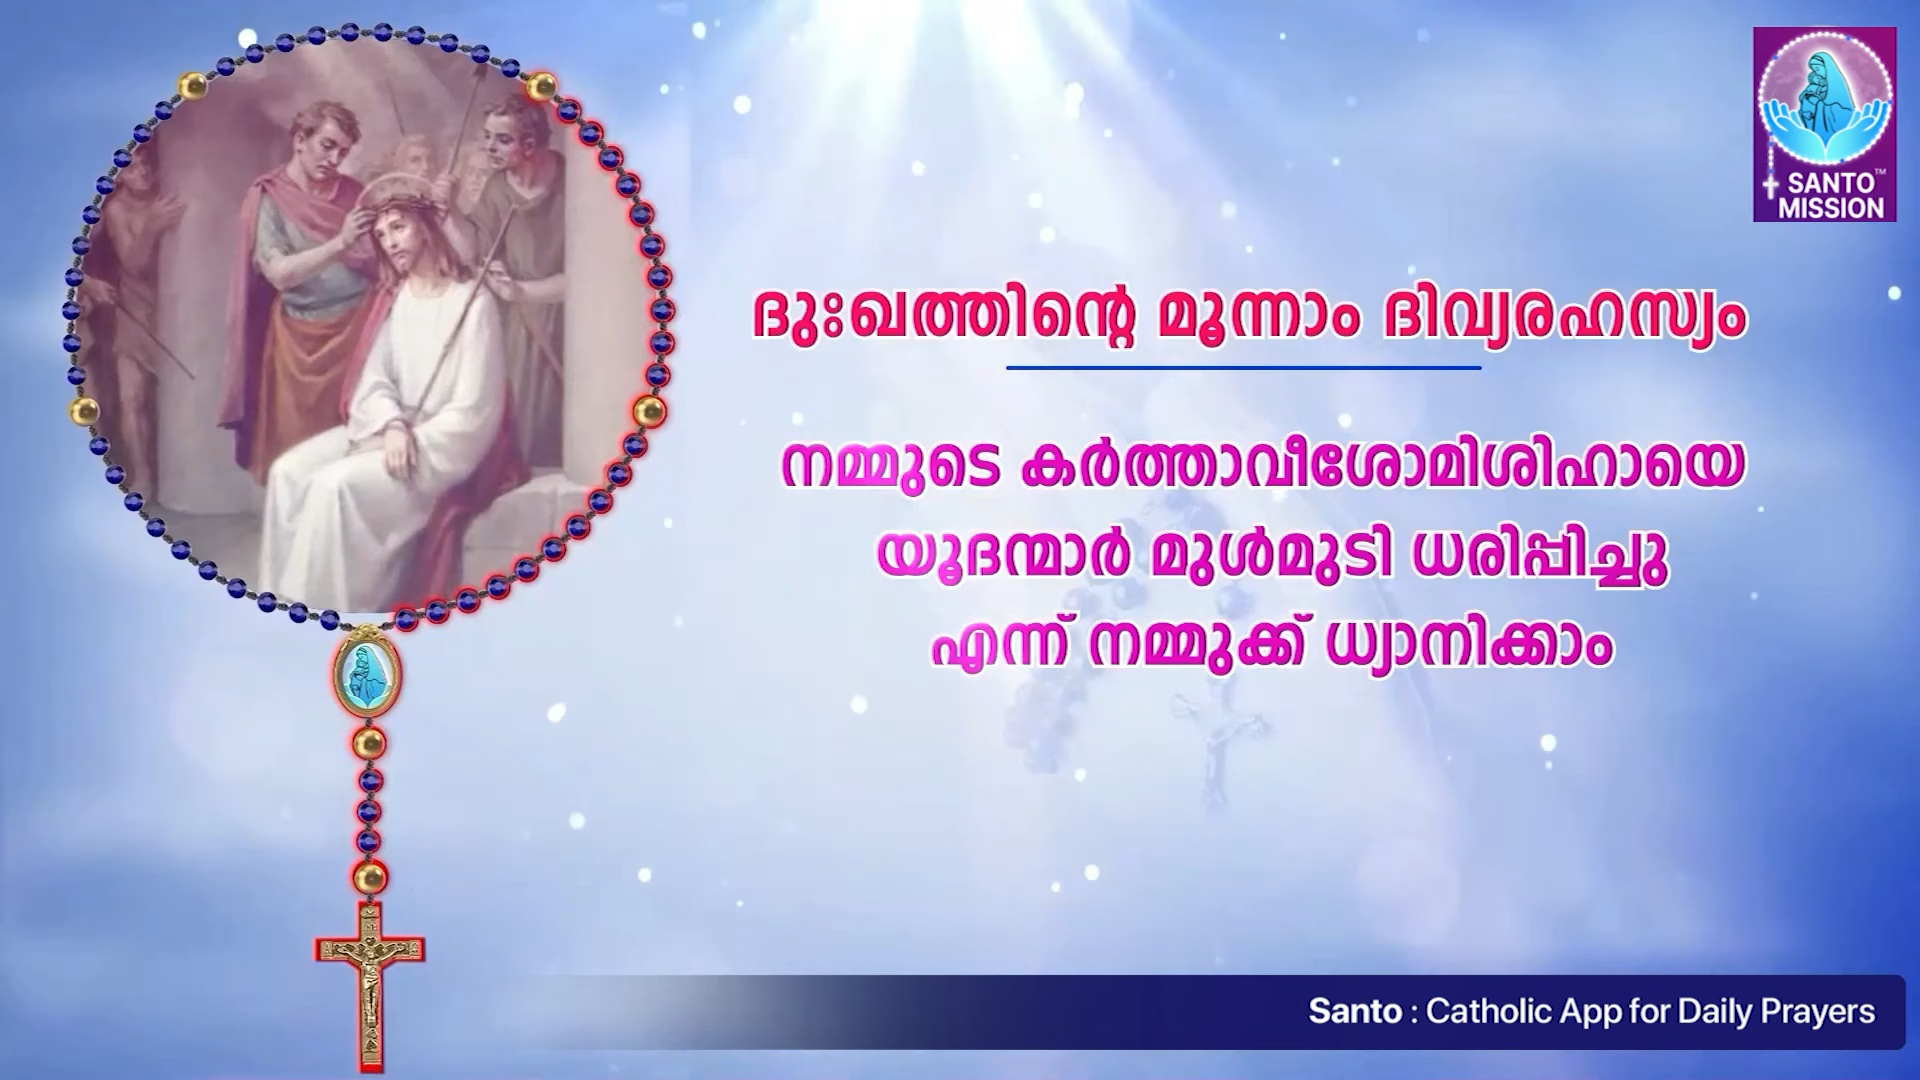 SANTO™
MISSION
ദുഃഖത്തിന്റെ മൂന്നാം ദിവ്യരഹസ്യം
നമ്മുടെ കർത്താവീശോമിശിഹായെ
യൂദന്മാർ മുൾമുടി ധരിപ്പിച്ചു
എന്ന് നമ്മുക്ക് ധ്യാനിക്കാം
Santo : Catholic App for Daily Prayers